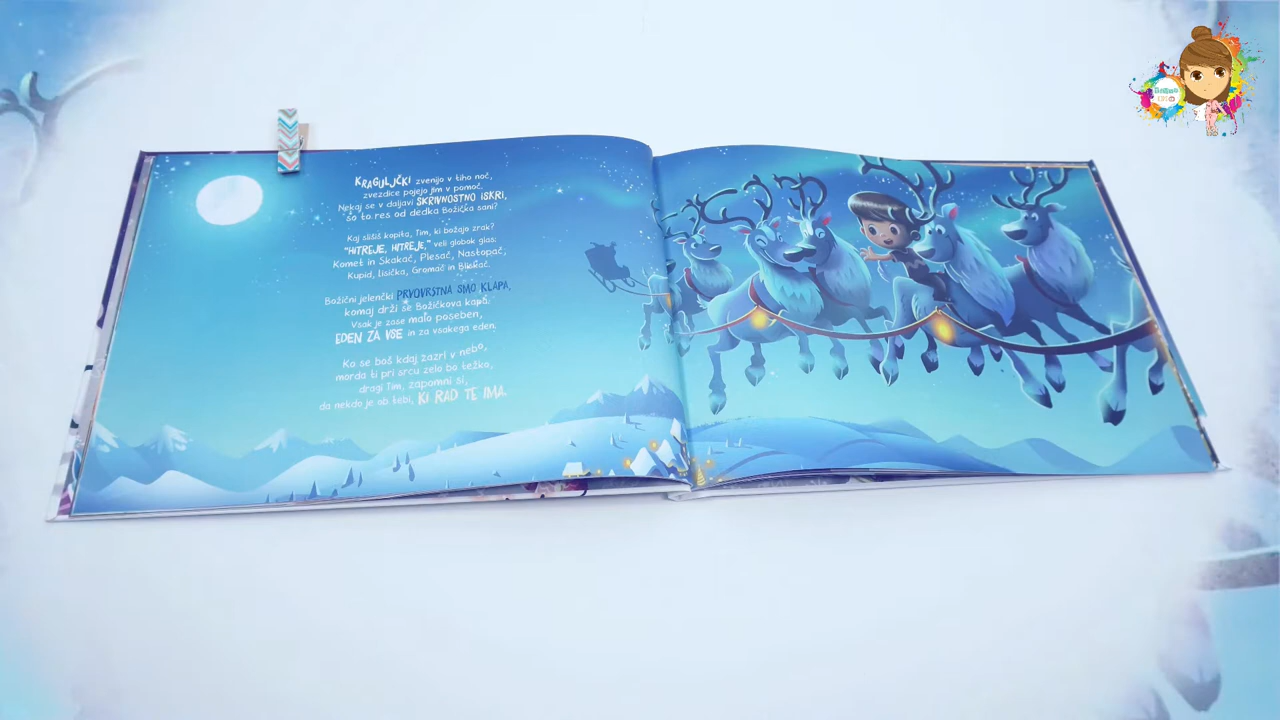 KRAGULJČKI zvenijo v tiho noč,
zvezdice pojejo jim v pomoč.
Nekaj se v daljavi SKRIVNOSTNO ISKRI,
so to res od dedka Božička sani?
Kaj slišiš kopita, Tim, ki božajo zrak?
"HITREJE, HITREJE," veli globok glas:
Komet in Skakač, Plesač, Nastopač,
Kupid, Lisička, Gromač in Bliskač.
Božični jelenčki PRVOVRSTNA SMO KLAPA,
komaj drži se Božičkova kapa.
Vsak je zase malo poseben,
EDEN ZA VSE in za vsakega eden.
Ko se boš kdaj zazrl v nebo,
morda ti pri srcu zelo bo težko,
dragi Tim, zapomni si,
da nekdo je ob tebi, KI RAD TE IMA.